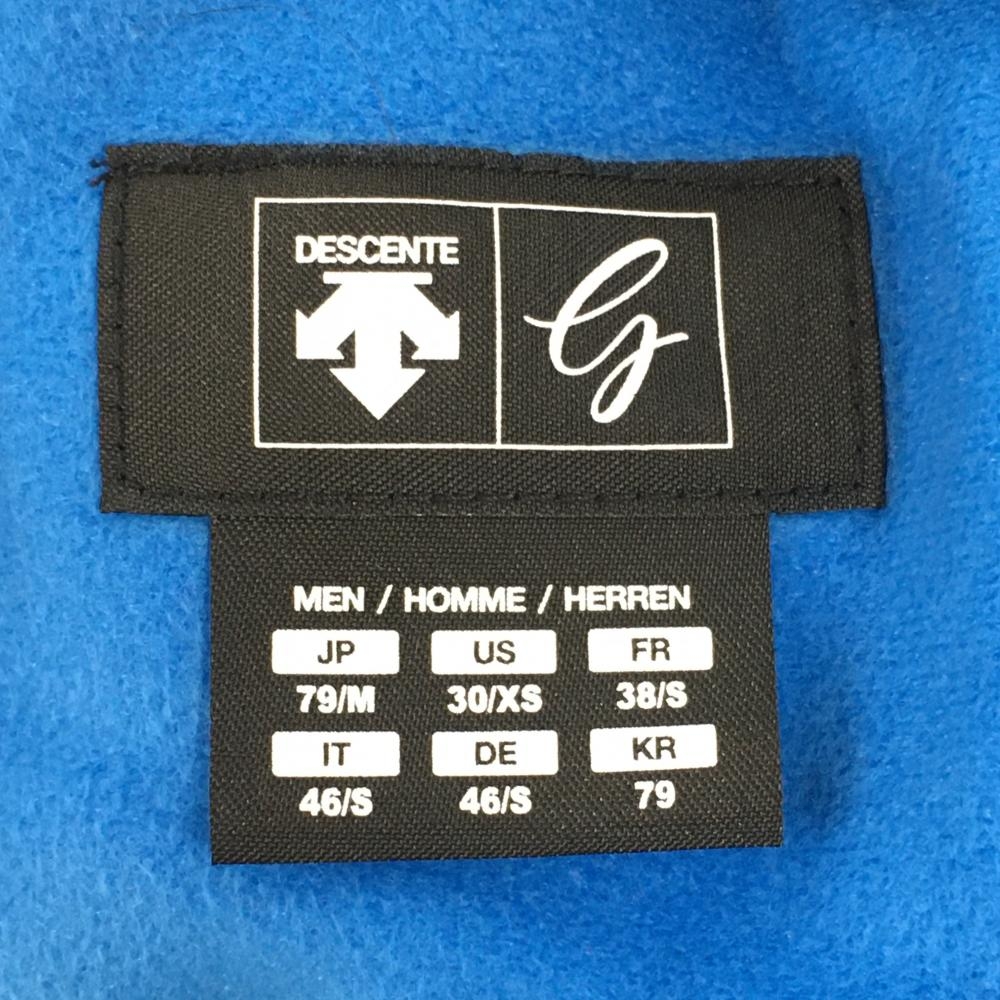 DESCENTE
G
MEN / HOMME / HERREN
JP US FR
79/M 30/XS 38/S
IT DE KR
46/S 46/S 79